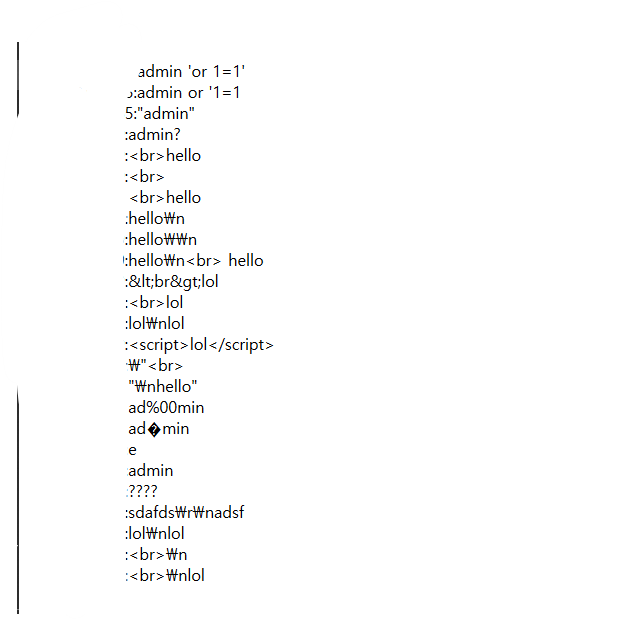 admin 'or 1=1'
:admin or '1=1
5:"admin"
:admin?
:<br>hello
:<br>
<br>hello
:hello₩n
:hello₩₩n
:hello₩n<br> hello
:&lt;br&gt;lol
:<br>lol
:lol₩nlol
:<script>lol</script>
₩"<br>
"₩nhello"
ad%00min
ad�min
e
admin
:????
:sdafds₩r₩nadsf
:lol₩nlol
:<br>₩n
:<br>₩nlol